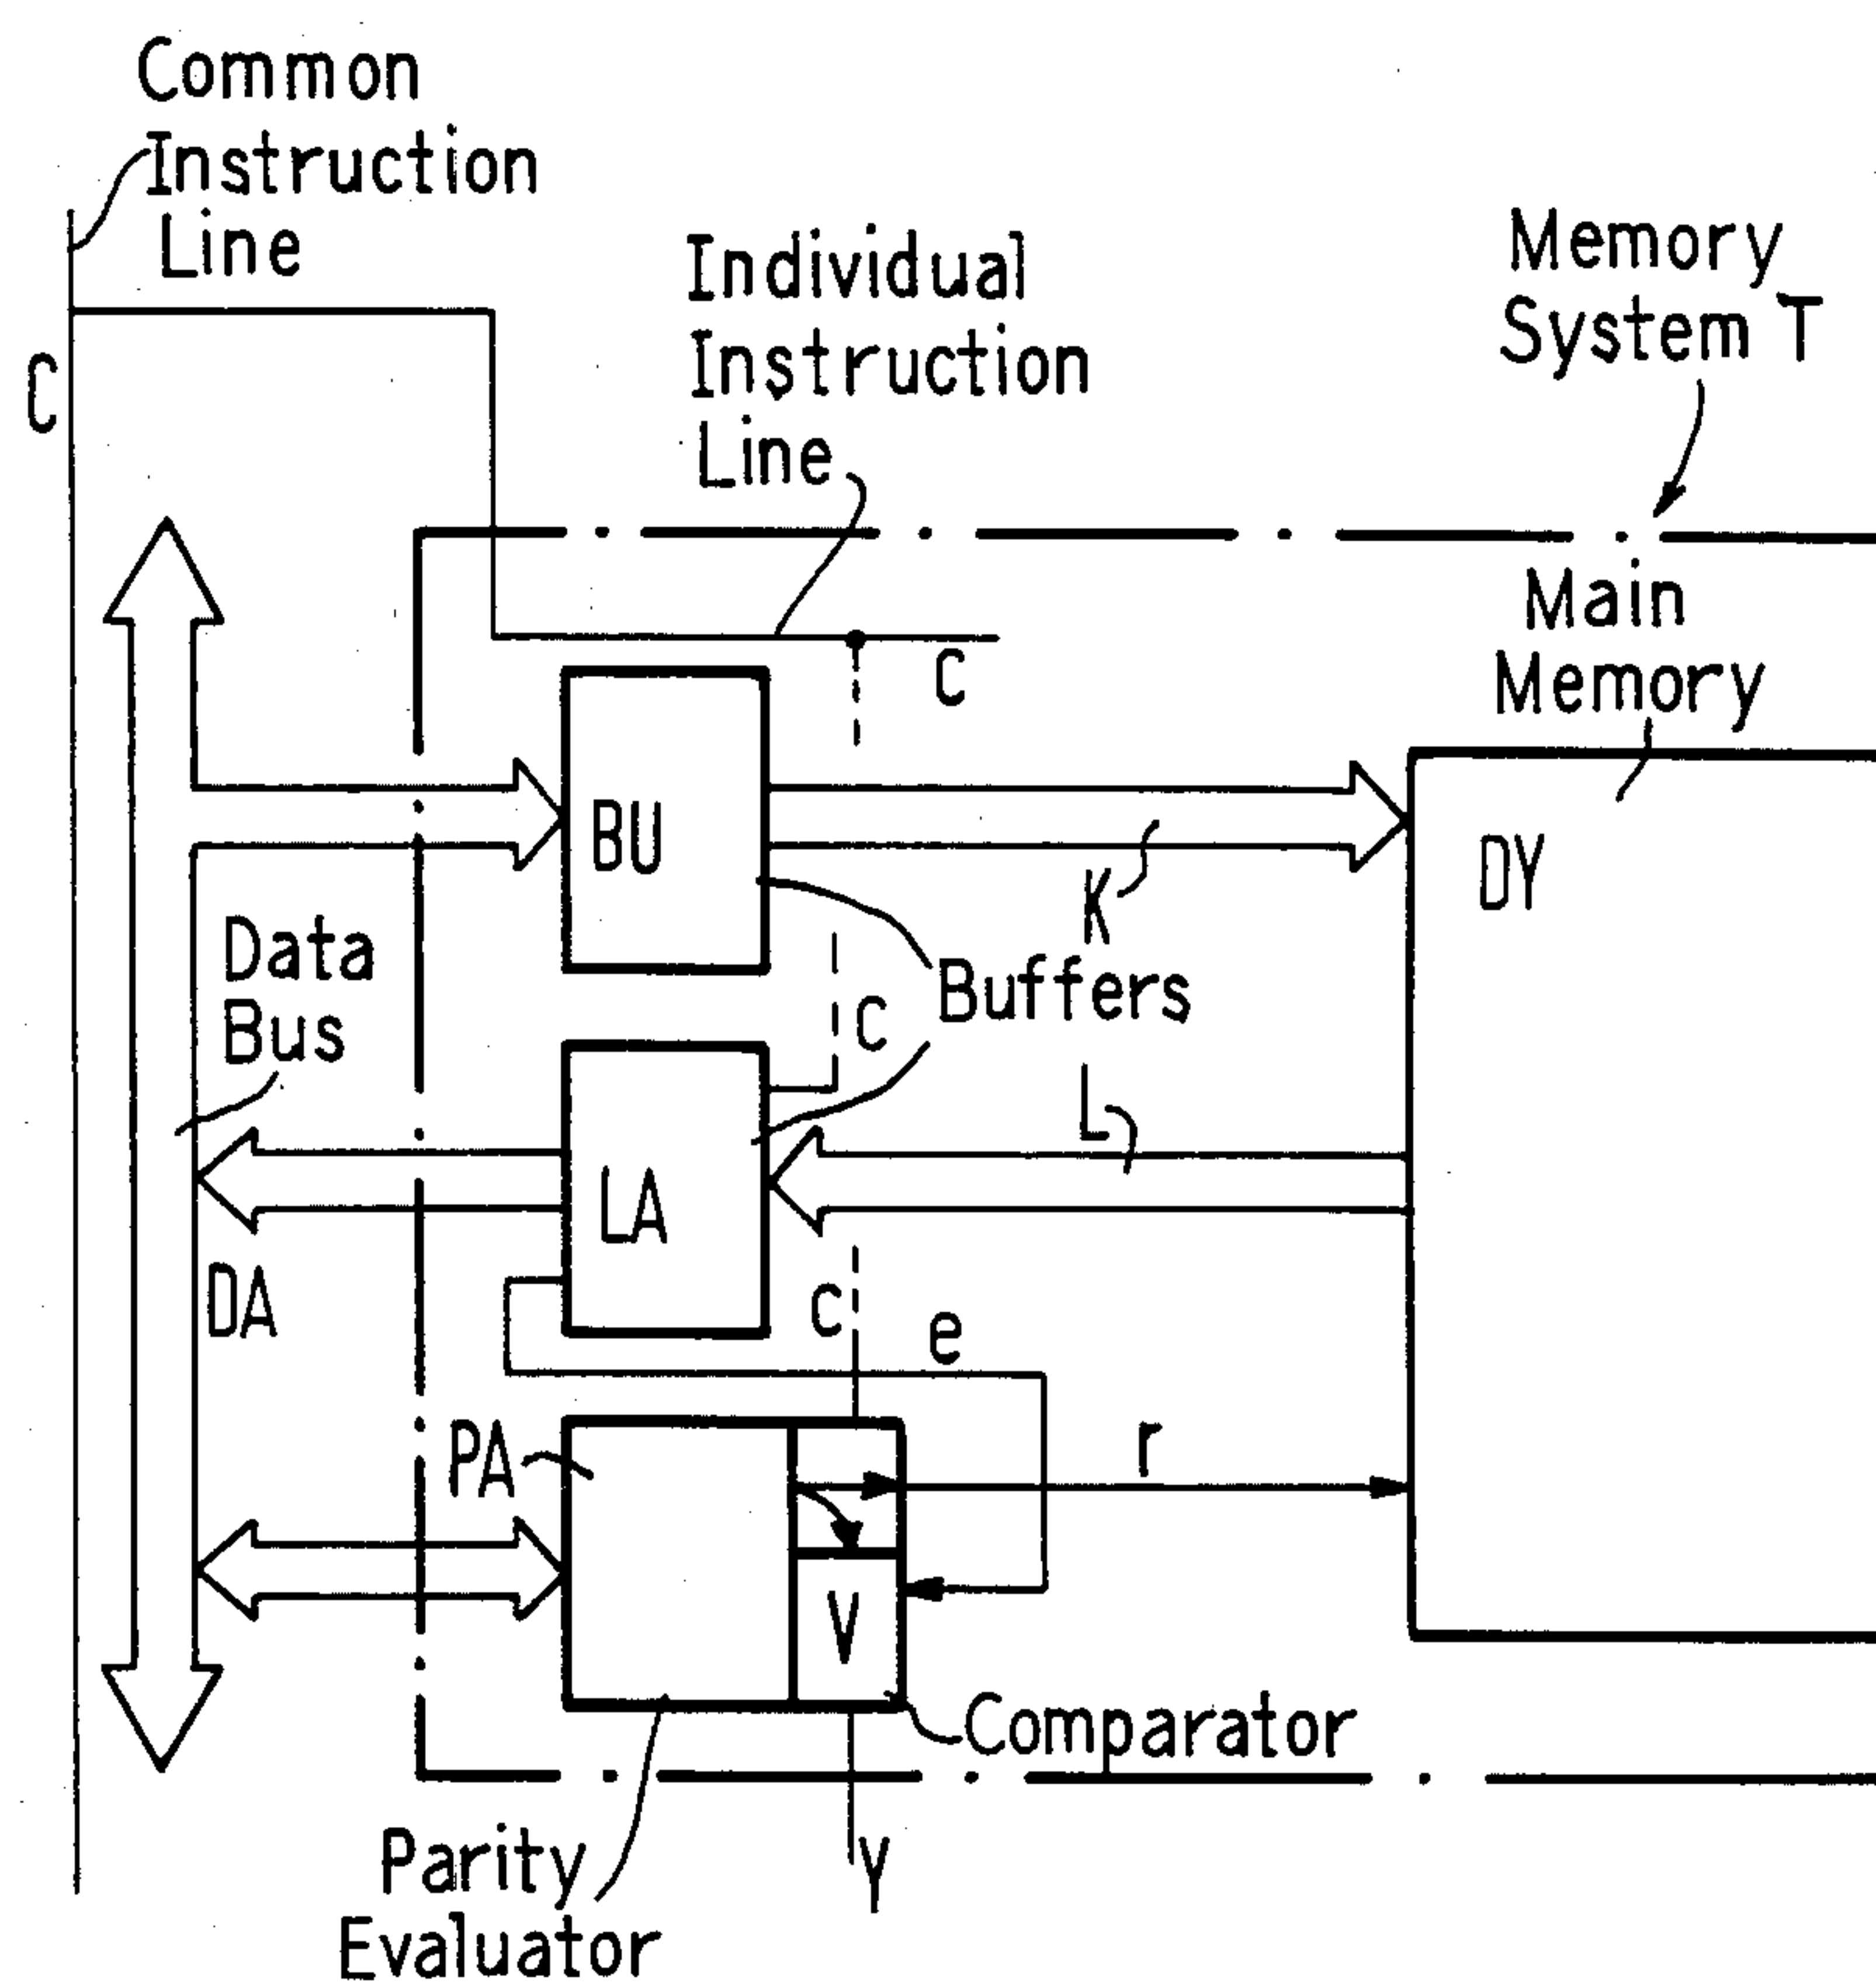 Common
Instruction
Line
Individual
Instruction
Line
Memory
System T
C
Main
Memory
C
BU
DY
K
Data
Bus
Buffers
C
L
LA
DA
C
e
PA
r
V
Comparator
Parity
Evaluator
Y